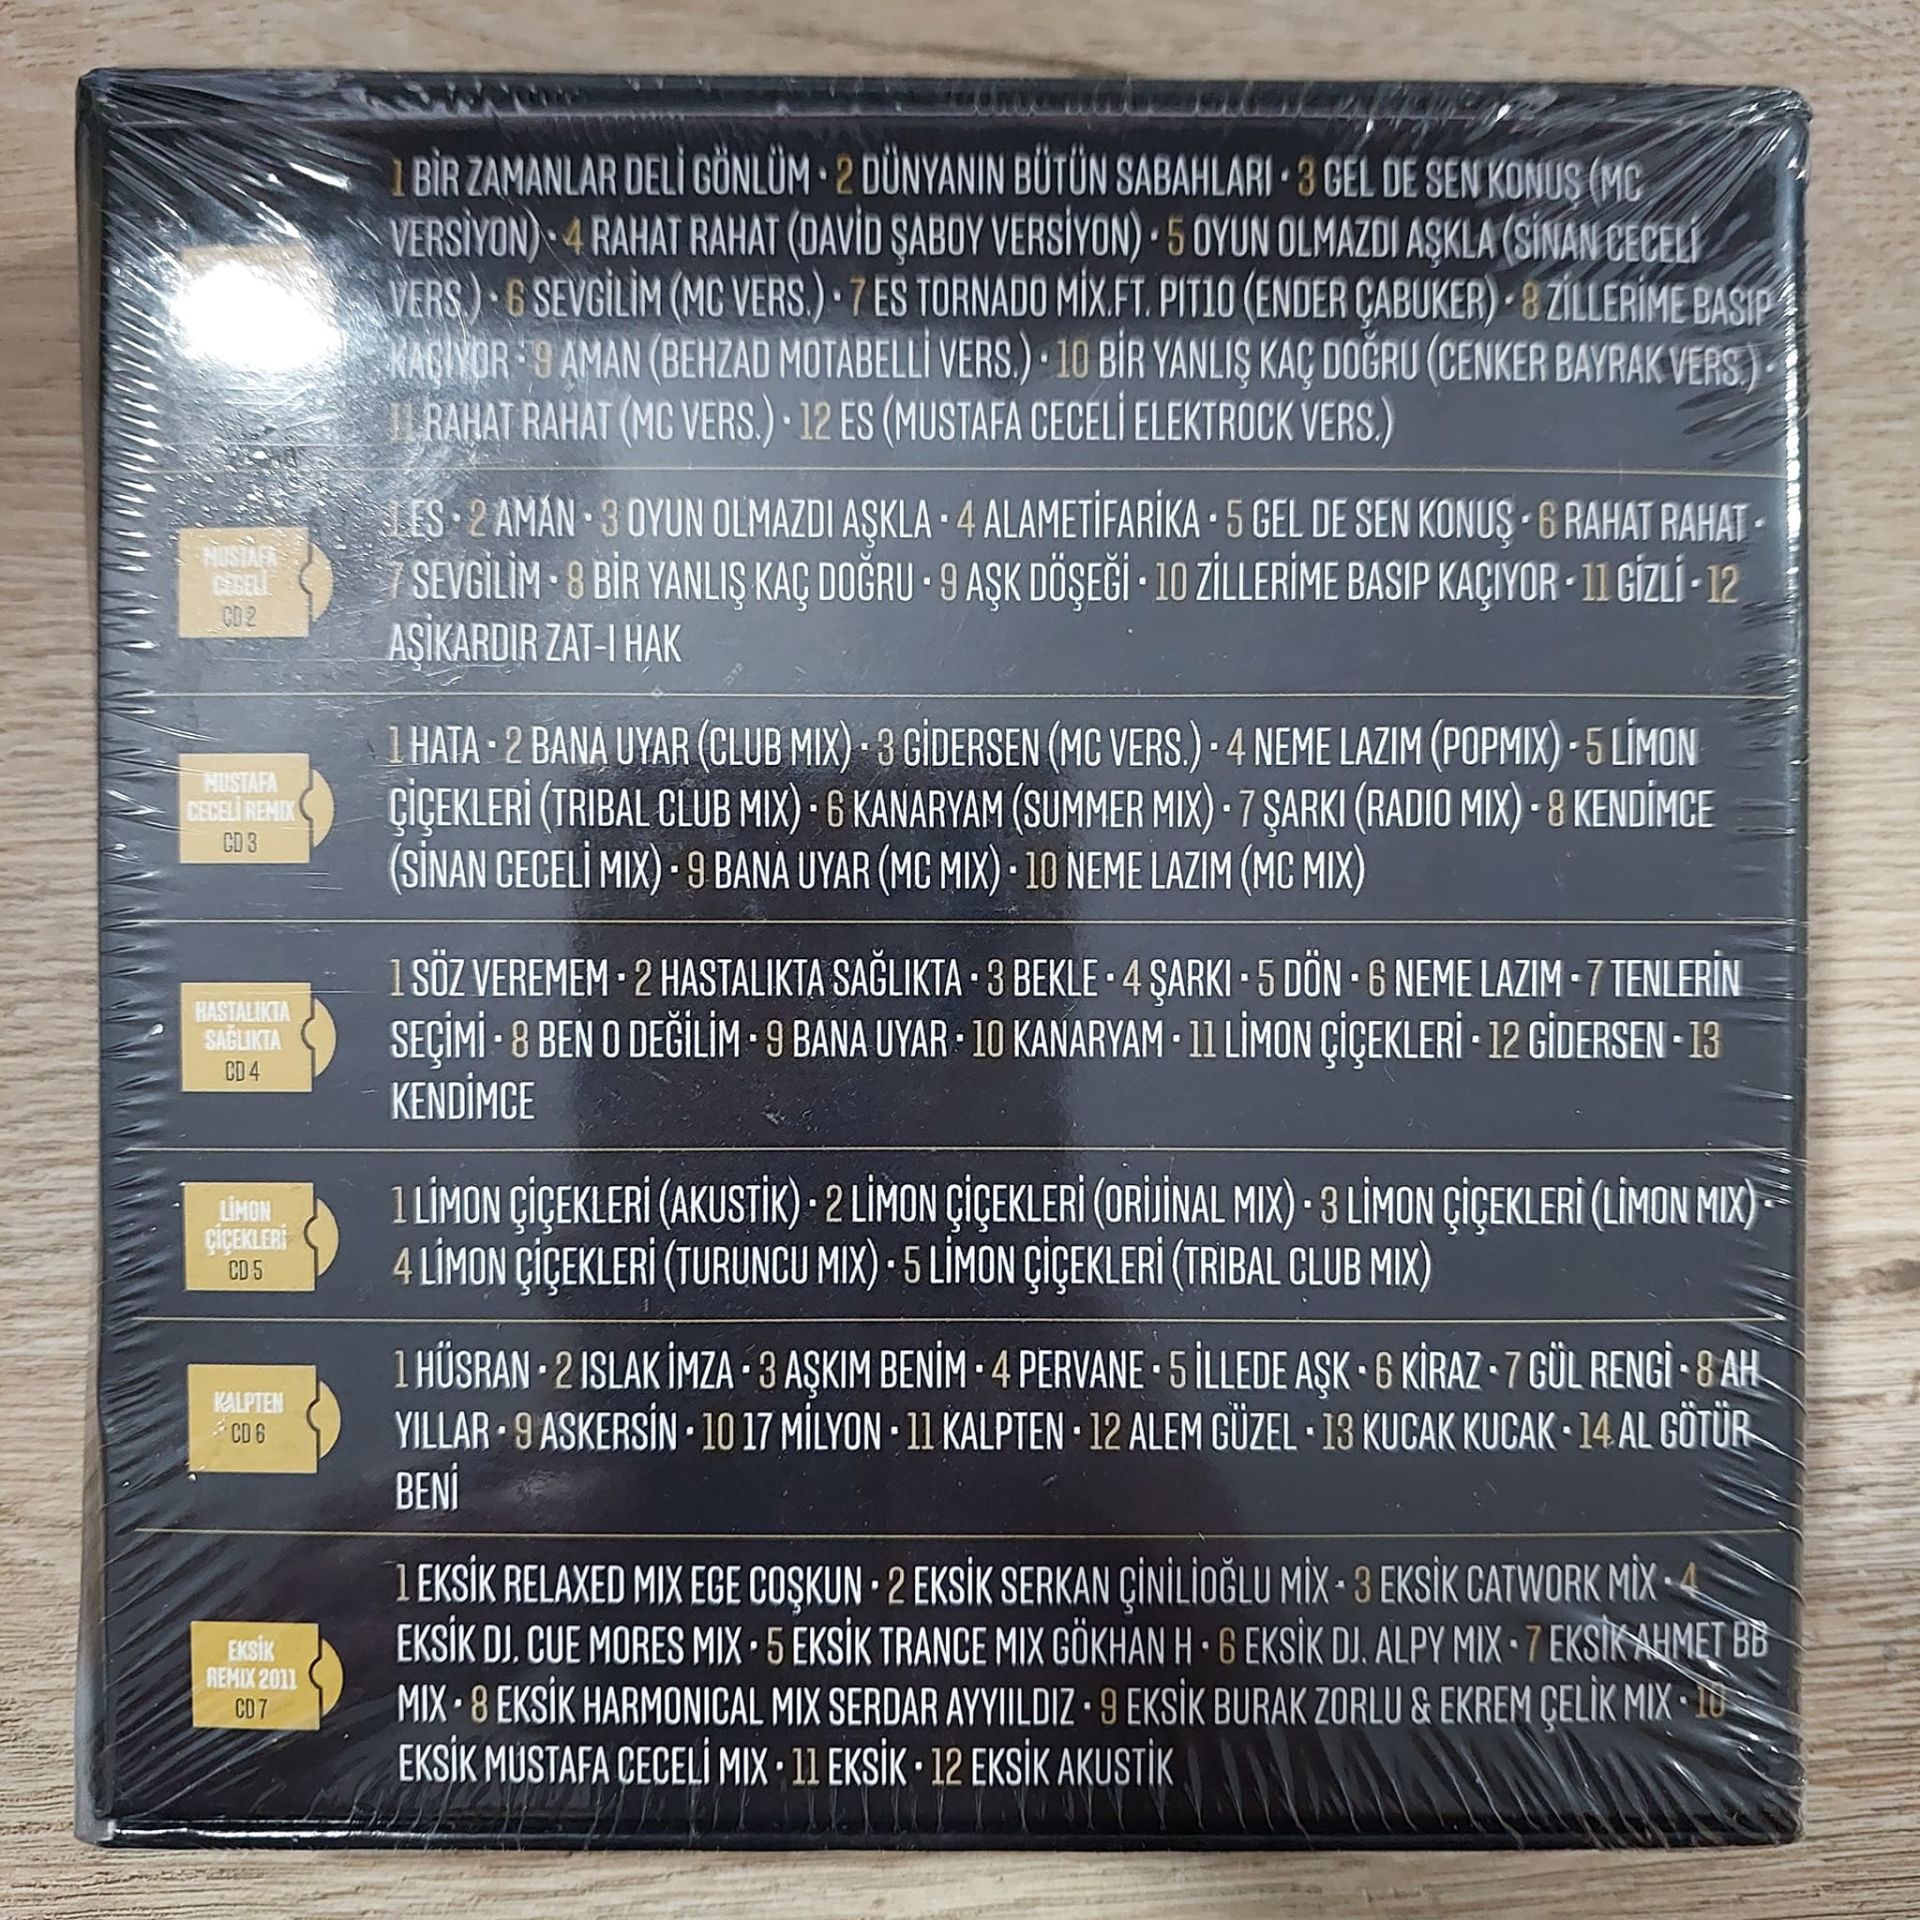 1 BİR ZAMANLAR DELİ GÖNLÜM · 2 DÜNYANIN BÜTÜN SABAHLARI · 3 GEL DE SEN KONUŞ (MC
VERSİYON) · 4 RAHAT RAHAT (DAVİD ŞABOY VERSİYON) · 5 OYUN OLMAZDI AŞKLA (SİNAN CECELİ
VERS.) · 6 SEVGİLİM (MC VERS.) · 7 ES TORNADO MİX.FT. PIT10 (ENDER ÇABUKER) · 8 ZİLLERİME BASIP
KAÇIYOR · 9 AMAN (BEHZAD MOTABELLİ VERS.) · 10 BİR YANLIŞ KAÇ DOĞRU (CENKER BAYRAK VERS.) ·
11 RAHAT RAHAT (MC VERS.) · 12 ES (MUSTAFA CECELİ ELEKTROCK VERS.)
MUSTAFA
CECELİ
CD 2
1 ES · 2 AMAN · 3 OYUN OLMAZDI AŞKLA · 4 ALAMETİFARİKA · 5 GEL DE SEN KONUŞ · 6 RAHAT RAHAT ·
7 SEVGİLİM · 8 BİR YANLIŞ KAÇ DOĞRU · 9 AŞK DÖŞEĞİ · 10 ZİLLERİME BASIP KAÇIYOR · 11 GİZLİ · 12
AŞİKARDIR ZAT-I HAK
MUSTAFA
CECELİ REMIX
CD 3
1 HATA · 2 BANA UYAR (CLUB MIX) · 3 GİDERSEN (MC VERS.) · 4 NEME LAZIM (POPMIX) · 5 LİMON
ÇİÇEKLERİ (TRIBAL CLUB MIX) · 6 KANARYAM (SUMMER MIX) · 7 ŞARKI (RADIO MIX) · 8 KENDİMCE
(SİNAN CECELİ MIX) · 9 BANA UYAR (MC MIX) · 10 NEME LAZIM (MC MIX)
HASTALIKTA
SAĞLIKTA
CD 4
1 SÖZ VEREMEM · 2 HASTALIKTA SAĞLIKTA · 3 BEKLE · 4 ŞARKI · 5 DÖN · 6 NEME LAZIM · 7 TENLERİN
SEÇİMİ · 8 BEN O DEĞİLİM · 9 BANA UYAR · 10 KANARYAM · 11 LİMON ÇİÇEKLERİ · 12 GİDERSEN · 13
KENDİMCE
LİMON
ÇİÇEKLERİ
CD 5
1 LİMON ÇİÇEKLERİ (AKUSTİK) · 2 LİMON ÇİÇEKLERİ (ORİJİNAL MIX) · 3 LİMON ÇİÇEKLERİ (LİMON MIX) ·
4 LİMON ÇİÇEKLERİ (TURUNCU MIX) · 5 LİMON ÇİÇEKLERİ (TRIBAL CLUB MIX)
KALPTEN
CD 6
1 HÜSRAN · 2 ISLAK İMZA · 3 AŞKIM BENİM · 4 PERVANE · 5 İLLEDE AŞK · 6 KİRAZ · 7 GÜL RENGİ · 8 AH
YILLAR · 9 ASKERSİN · 10 17 MİLYON · 11 KALPTEN · 12 ALEM GÜZEL · 13 KUCAK KUCAK · 14 AL GÖTÜR
BENİ
EKSİK
REMIX 2011
CD 7
1 EKSİK RELAXED MIX EGE COŞKUN · 2 EKSİK SERKAN ÇİNİLİOĞLU MİX · 3 EKSİK CATWORK MİX · 4
EKSİK DJ. CUE MORES MIX · 5 EKSİK TRANCE MIX GÖKHAN H · 6 EKSİK DJ. ALPY MIX · 7 EKSİK AHMET BB
MIX · 8 EKSİK HARMONICAL MIX SERDAR AYYIILDIZ · 9 EKSİK BURAK ZORLU & EKREM ÇELİK MIX · 10
EKSİK MUSTAFA CECELİ MIX · 11 EKSİK · 12 EKSİK AKUSTİK